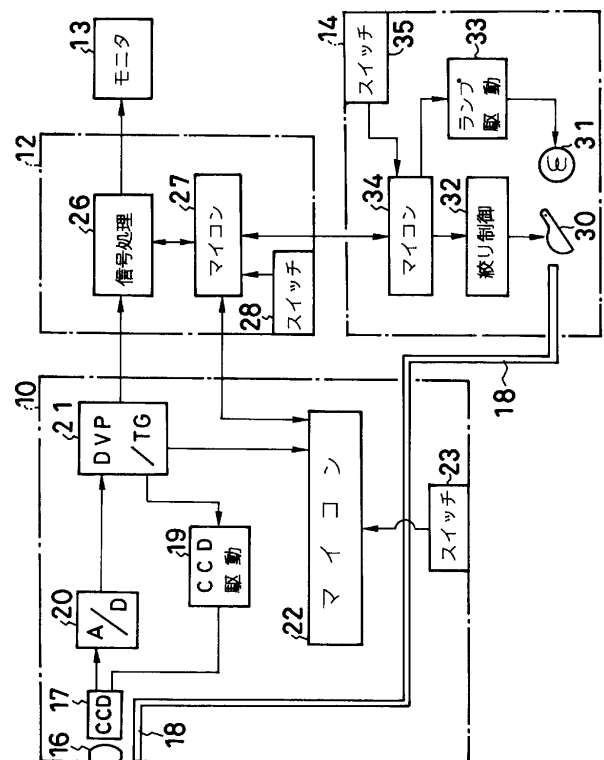 10
16
17
CCD
18
20
A/D
21
DVP
/TG
19
CCD
駆動
22
マイコン
23
スイッチ
12
26
信号処理
27
マイコン
28
スイッチ
13
モニタ
14
スイッチ
35
34
マイコン
33
ランプ
駆動
32
絞り制御
31
30
18